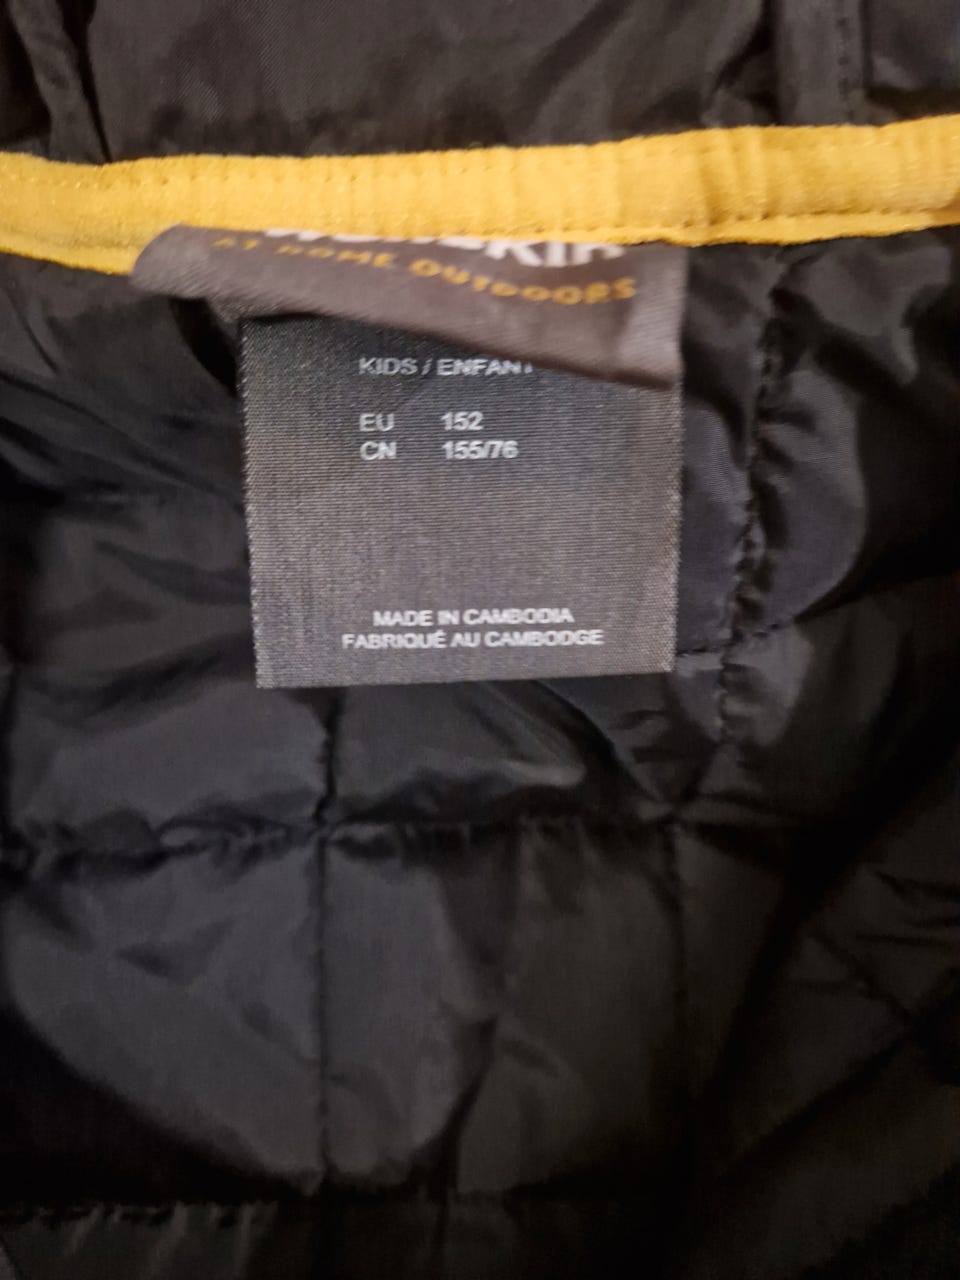 AT HOME OUTDOORS
KIDS / ENFANT
EU 152
CN 155/76
MADE IN CAMBODIA
FABRIQUÉ AU CAMBODGE